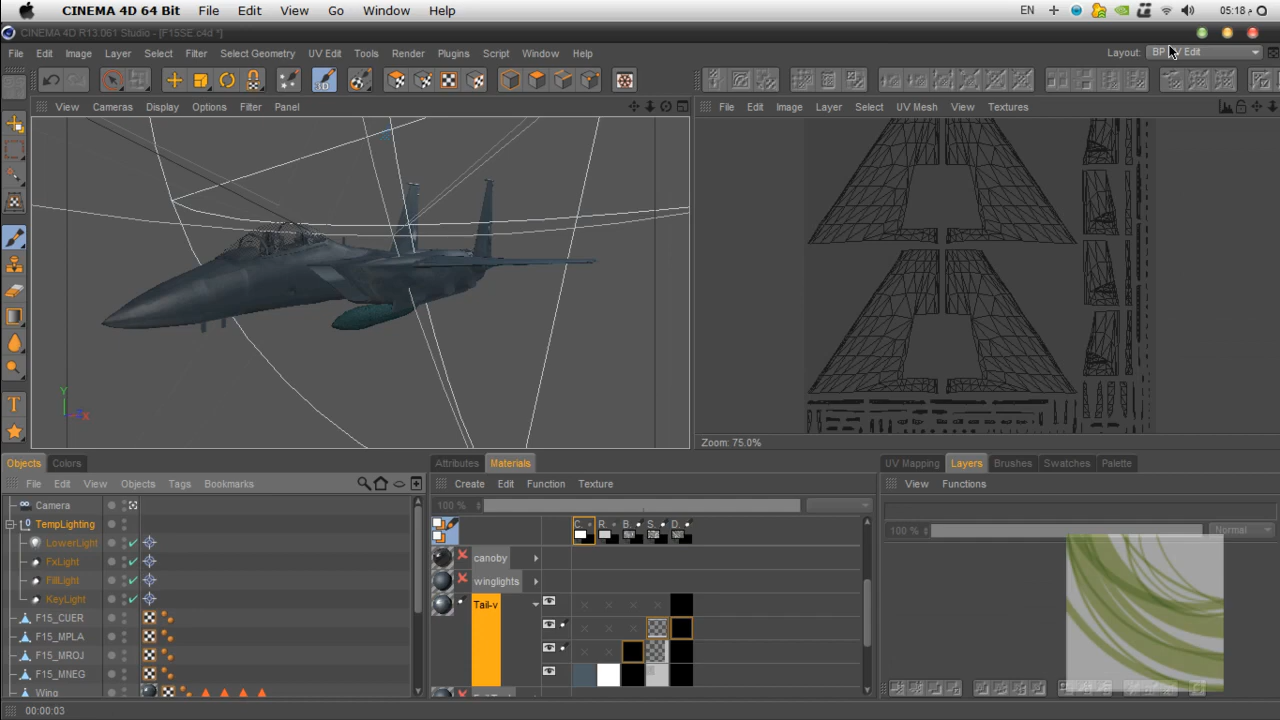 CINEMA 4D 64 Bit File Edit View Go Window Help EN 05:18 م
CINEMA 4D R13.061 Studio - [F15SE c4d *]
File Edit Image Layer Select Filter Select Geometry UV Edit Tools Render Plugins Script Window Help Layout:
View Cameras Display Options Filter Panel
File Edit Image Layer Select UV Mesh View Textures
3D
Y
X
Zoom: 75.0%
Objects Colors
Attributes Materials
UV Mapping Layers Brushes Swatches Palette
File Edit View Objects Tags Bookmarks
Create Edit Function Texture
View Functions
100 %
100 % Normal
Camera
TempLighting
LowerLight
FxLight
FillLight
KeyLight
F15_CUER
F15_MPLA
F15_MROJ
F15_MNEG
Wing
C. R. B. S. D.
canoby
winglights
Tail-v
00:00:03